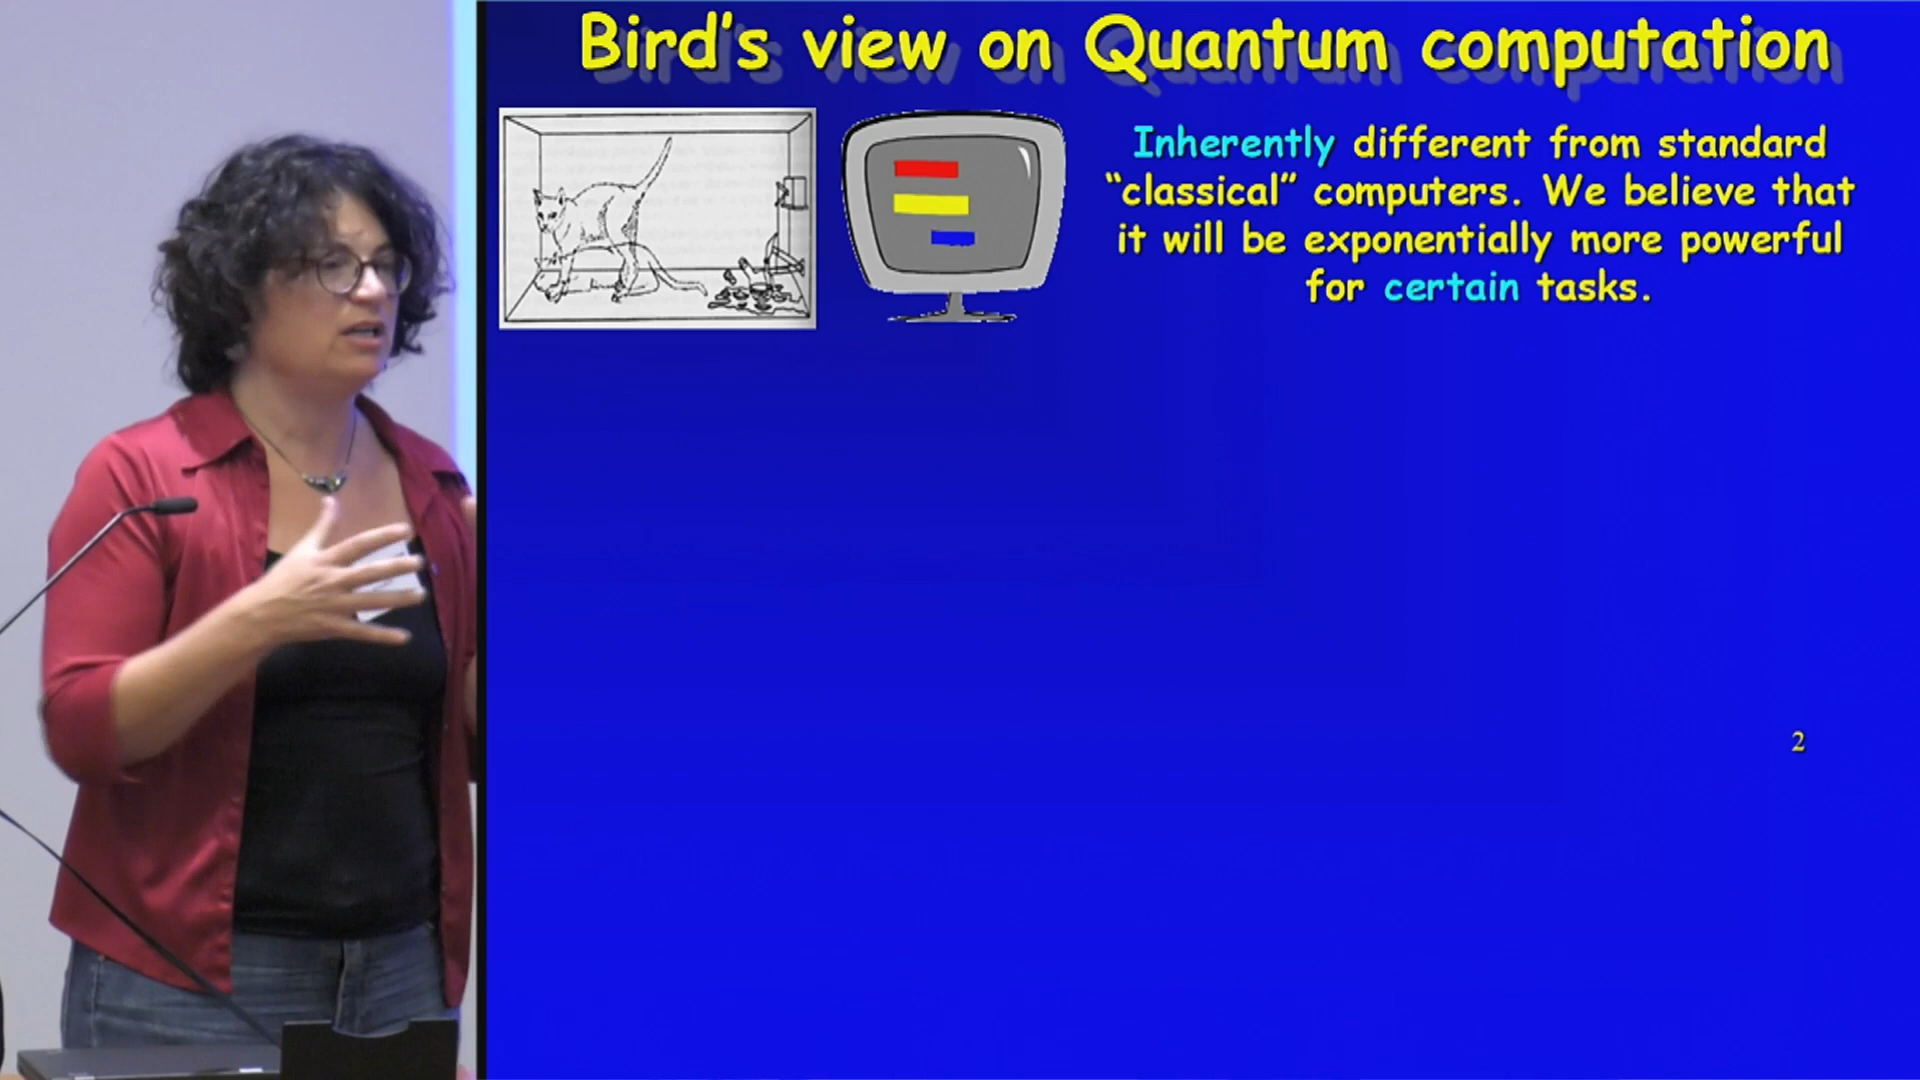 Bird's view on Quantum computation
Inherently different from standard
“classical” computers. We believe that
it will be exponentially more powerful
for certain tasks.
2